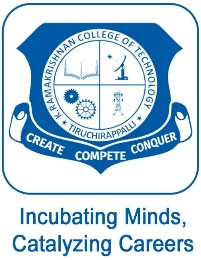 K.RAMAKRISHNAN COLLEGE OF TECHNOLOGY
TIRUCHIRAPPALLI
CREATE COMPETE CONQUER
Incubating Minds,
Catalyzing Careers